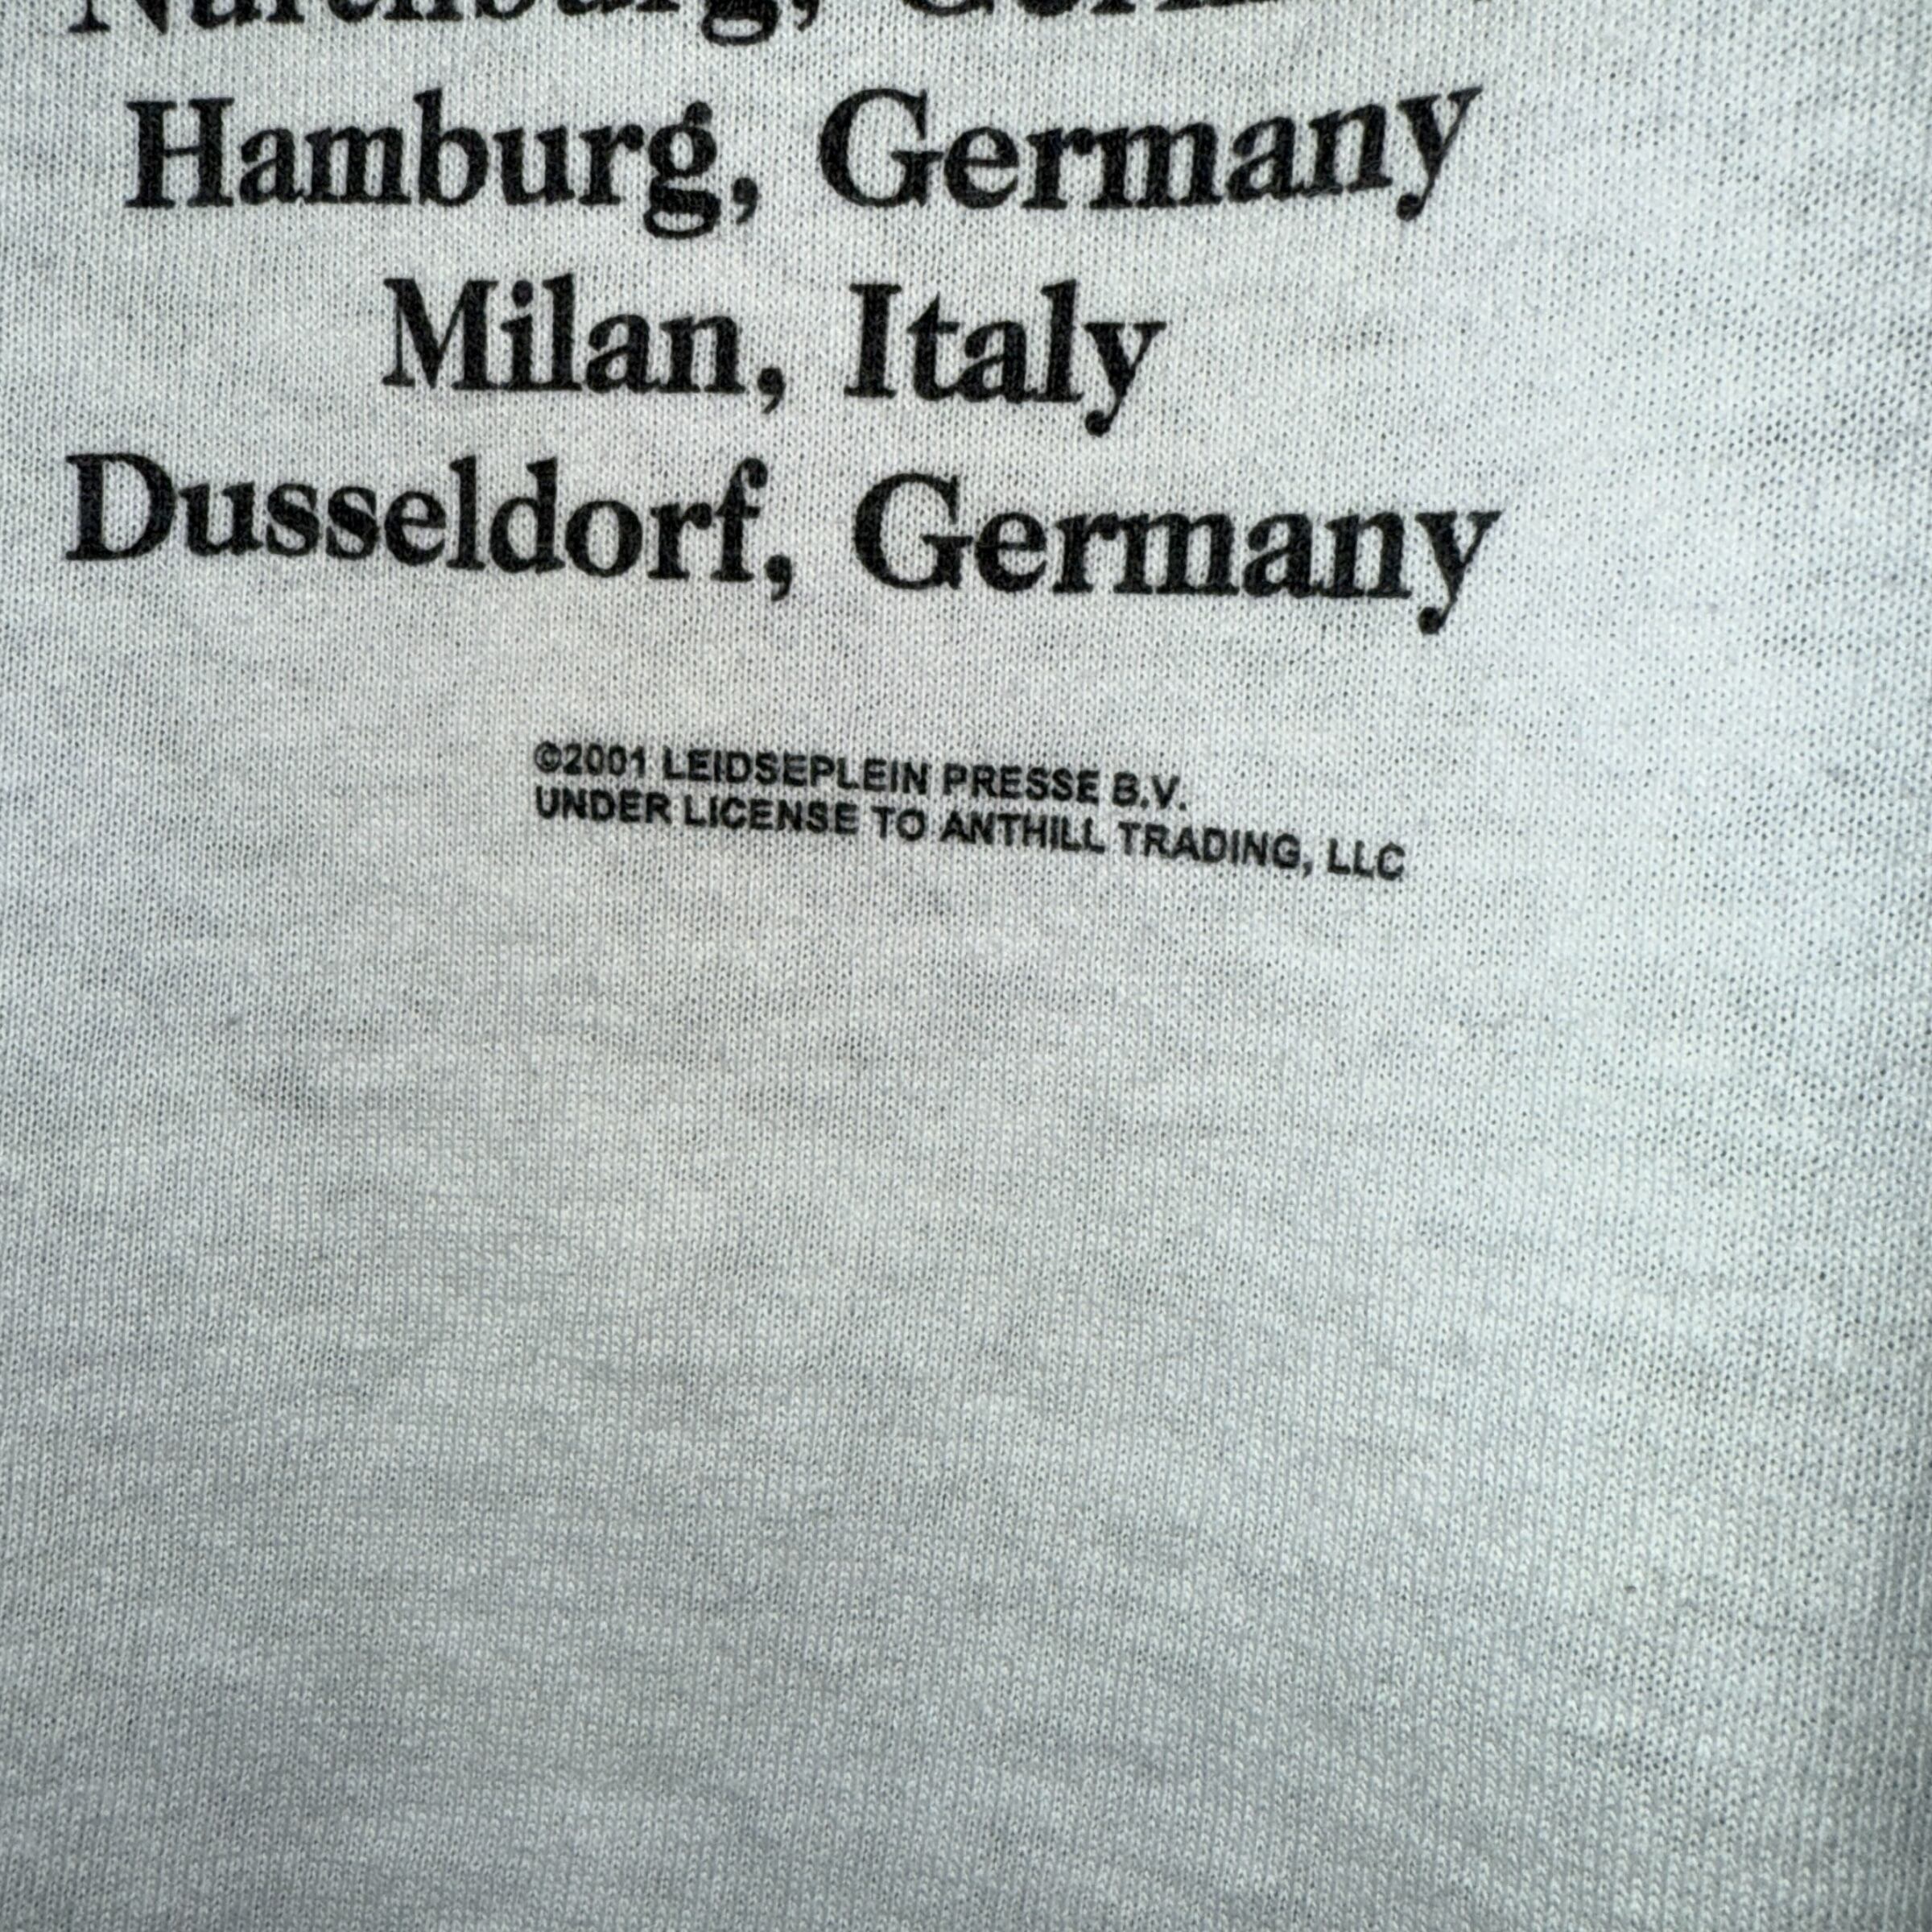 Hamburg, Germany
Milan, Italy
Dusseldorf, Germany
©2001 LEIDSEPLEIN PRESSE B.V.
UNDER LICENSE TO ANTHILL TRADING, LLC